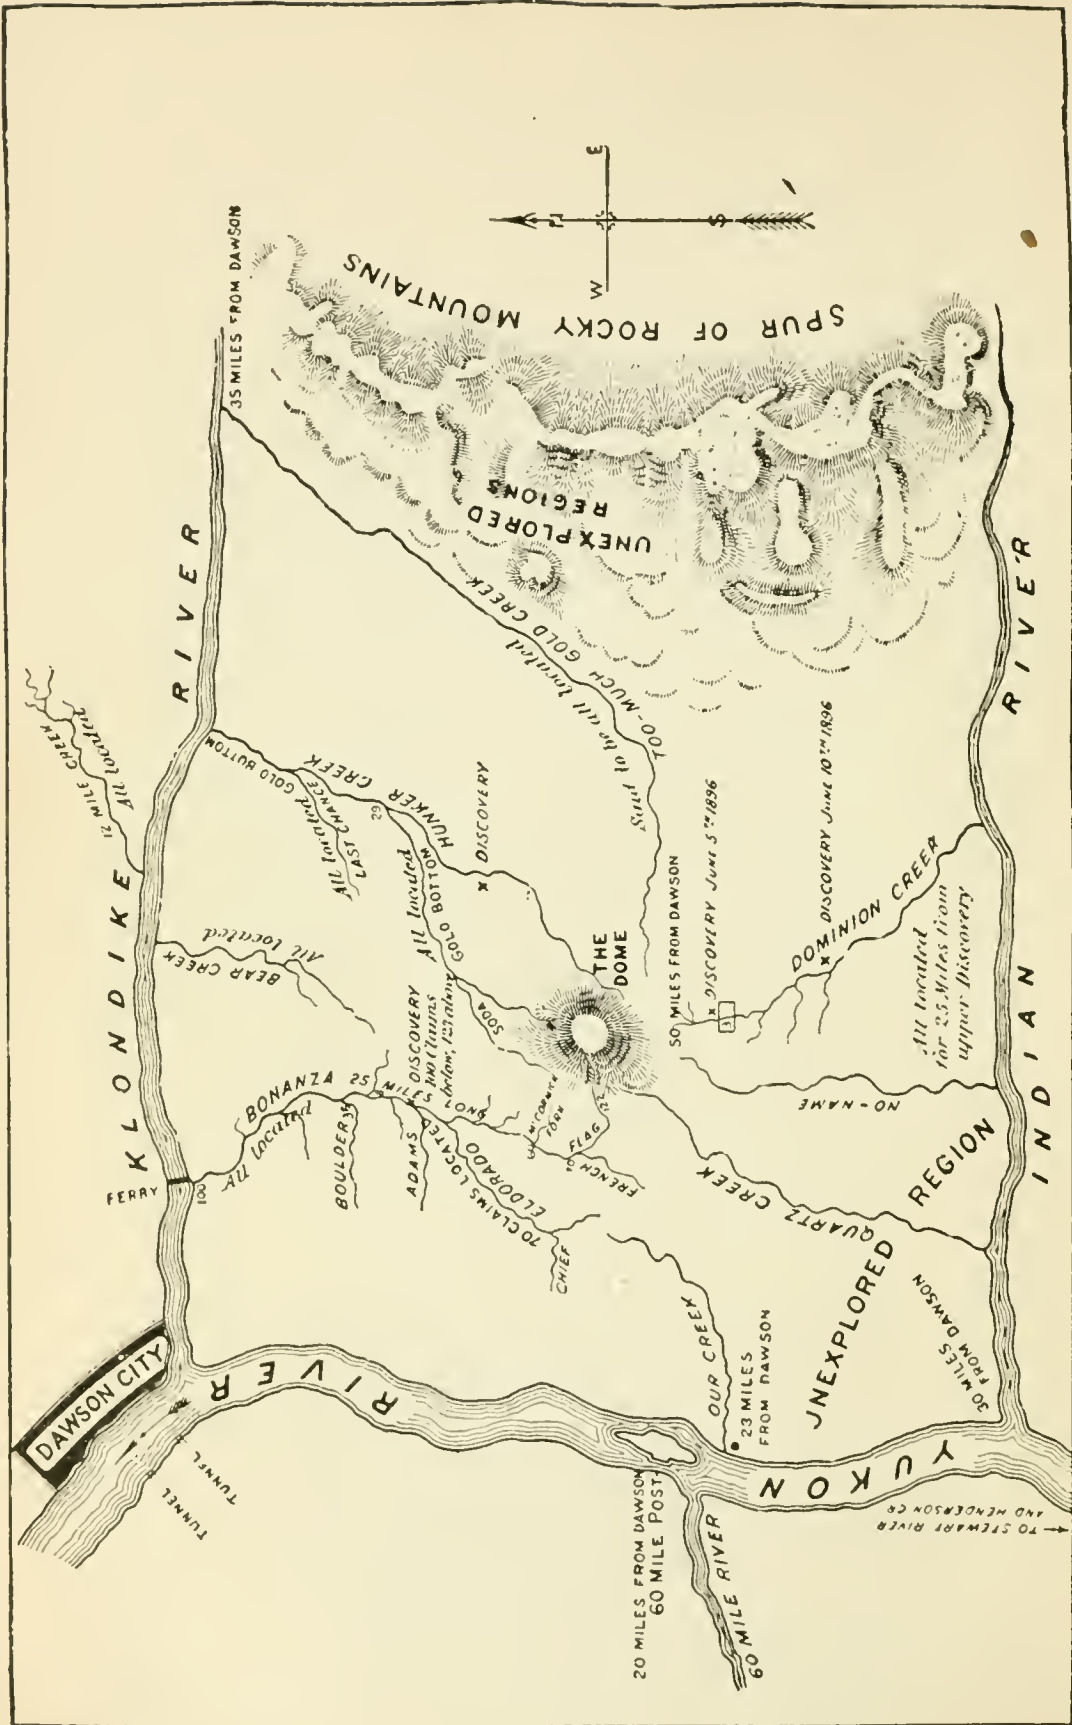 DAWSON CITY
TUNNEL
TUNNEL
KLONDIKE RIVER
FERRY
100
BONANZA
25 MILES LONG
All Located
BOULDER
ADAMS
DISCOVERY
100 Claims
below, 123 above
70 CLAIMS LOCATED
ELDORADO
CHIEF
FRENCH
FLAG
FORK
SODA
BEAR CREEK
All located
12 MILE CREEK
All located
GOLD BOTTOM
LAST CHANCE
All located
HUNKER CREEK
29
GOLD BOTTOM
All located
DISCOVERY
THE
DOME
35 MILES FROM DAWSON
TOO-MUCH GOLD CREEK
Said to be all located
UNEXPLORED
REGIONS
SPUR OF ROCKY MOUNTAINS
N
E
S
W
50 MILES FROM DAWSON
DISCOVERY JUNE 5TH 1896
DISCOVERY JUNE 10TH 1896
DOMINION CREEK
All located
for 25 Miles from
upper Discovery
NO-NAME
QUARTZ CREEK
INDIAN RIVER
UNEXPLORED REGION
30 MILES
FROM DAWSON
OUR CREEK
23 MILES
FROM DAWSON
YUKON RIVER
20 MILES FROM DAWSON
60 MILE POST
60 MILE RIVER
TO STEWART RIVER
AND HENDERSON CR